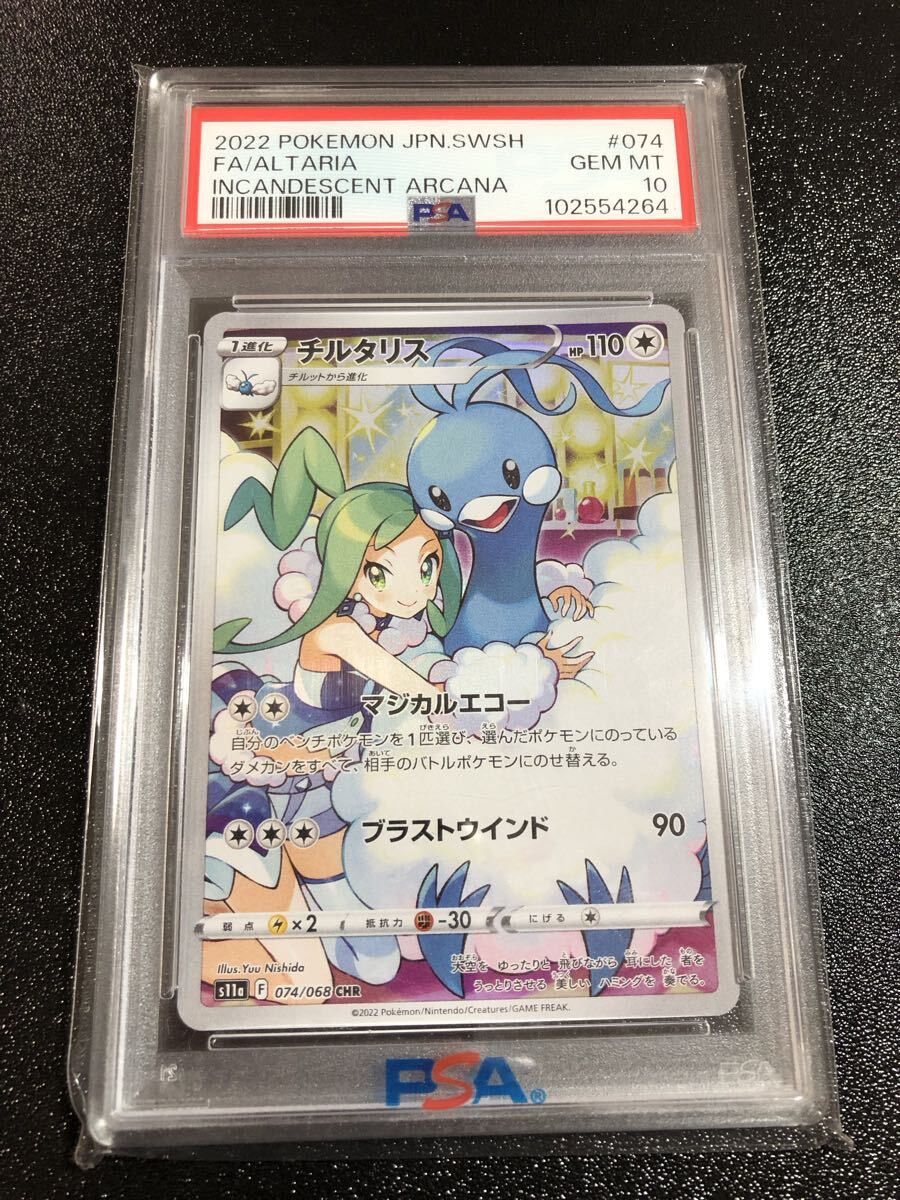 2022 POKEMON JPN.SWSH #074
FA/ALTARIA GEM MT
INCANDESCENT ARCANA 10
102554264
PSA
1進化 チルタリス HP 110
チルットから進化
マジカルエコー
自分のベンチポケモンを1匹選び、選んだポケモンにのっている
ダメカンをすべて、相手のバトルポケモンにのせ替える。
ブラストウインド 90
弱点 ×2 抵抗力 -30 にげる
Illus.Yuu Nishida
大空を ゆったりと 飛びながら 耳にした 者を
うっとりさせる 美しい ハミングを 奏でる。
s11a F 074/068 CHR
©2022 Pokémon/Nintendo/Creatures/GAME FREAK.
PSA®
PSA